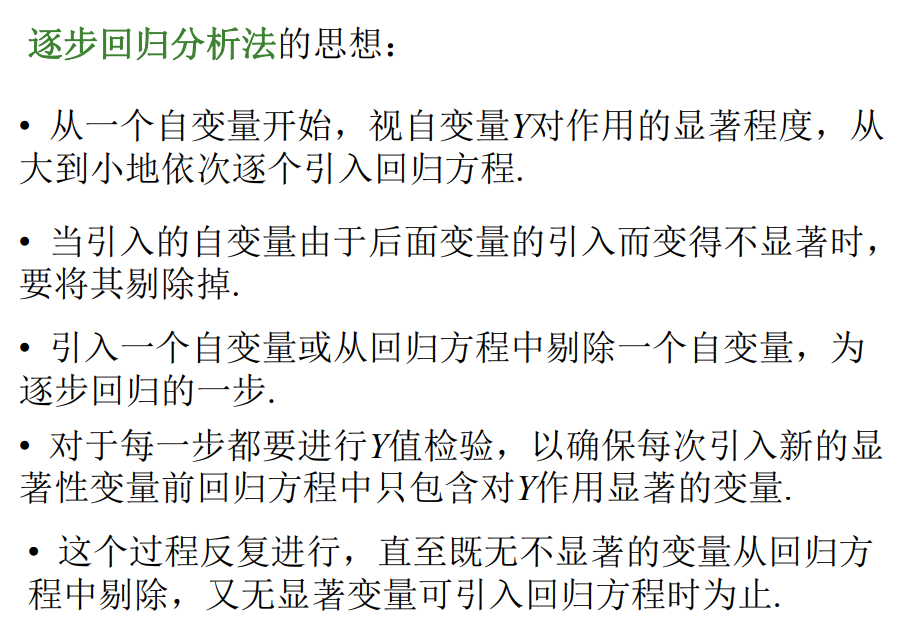 逐步回归分析法的思想：
• 从一个自变量开始，视自变量Y对作用的显著程度，从
大到小地依次逐个引入回归方程.
• 当引入的自变量由于后面变量的引入而变得不显著时，
要将其剔除掉.
• 引入一个自变量或从回归方程中剔除一个自变量，为
逐步回归的一步.
• 对于每一步都要进行Y值检验，以确保每次引入新的显
著性变量前回归方程中只包含对Y作用显著的变量.
• 这个过程反复进行，直至既无不显著的变量从回归方
程中剔除，又无显著变量可引入回归方程时为止.